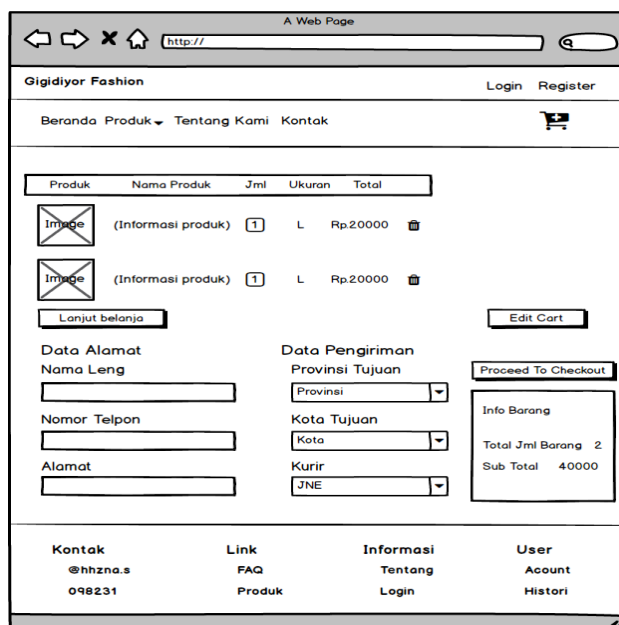 A Web Page
http://
Gigidiyor Fashion
Login Register
Beranda Produk Tentang Kami Kontak
Produk Nama Produk Jml Ukuran Total
Image (Informasi produk) 1 L Rp.20000
Image (Informasi produk) 1 L Rp.20000
Lanjut belanja Edit Cart
Data Alamat Data Pengiriman
Nama Leng Provinsi Tujuan Proceed To Checkout
Provinsi
Info Barang
Nomor Telpon Kota Tujuan
Kota Total Jml Barang 2
Alamat Kurir Sub Total 40000
JNE
Kontak Link Informasi User
@hhzna.s FAQ Tentang Acount
098231 Produk Login Histori